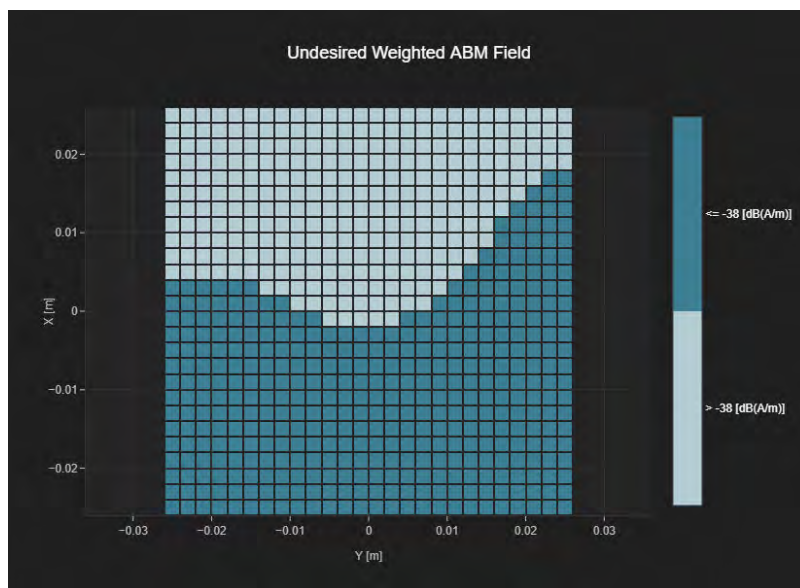 Undesired Weighted ABM Field
0.02
0.01
0
−0.01
−0.02
X [m]
−0.03
−0.02
−0.01
0
0.01
0.02
0.03
Y [m]
<= -38 [dB(A/m)]
> -38 [dB(A/m)]